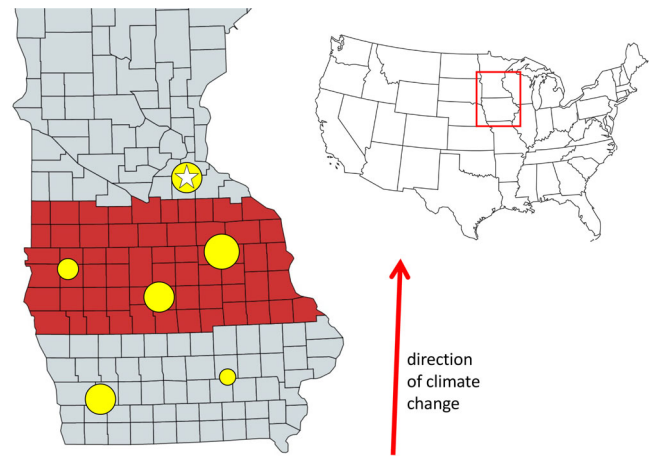 direction
of climate
change